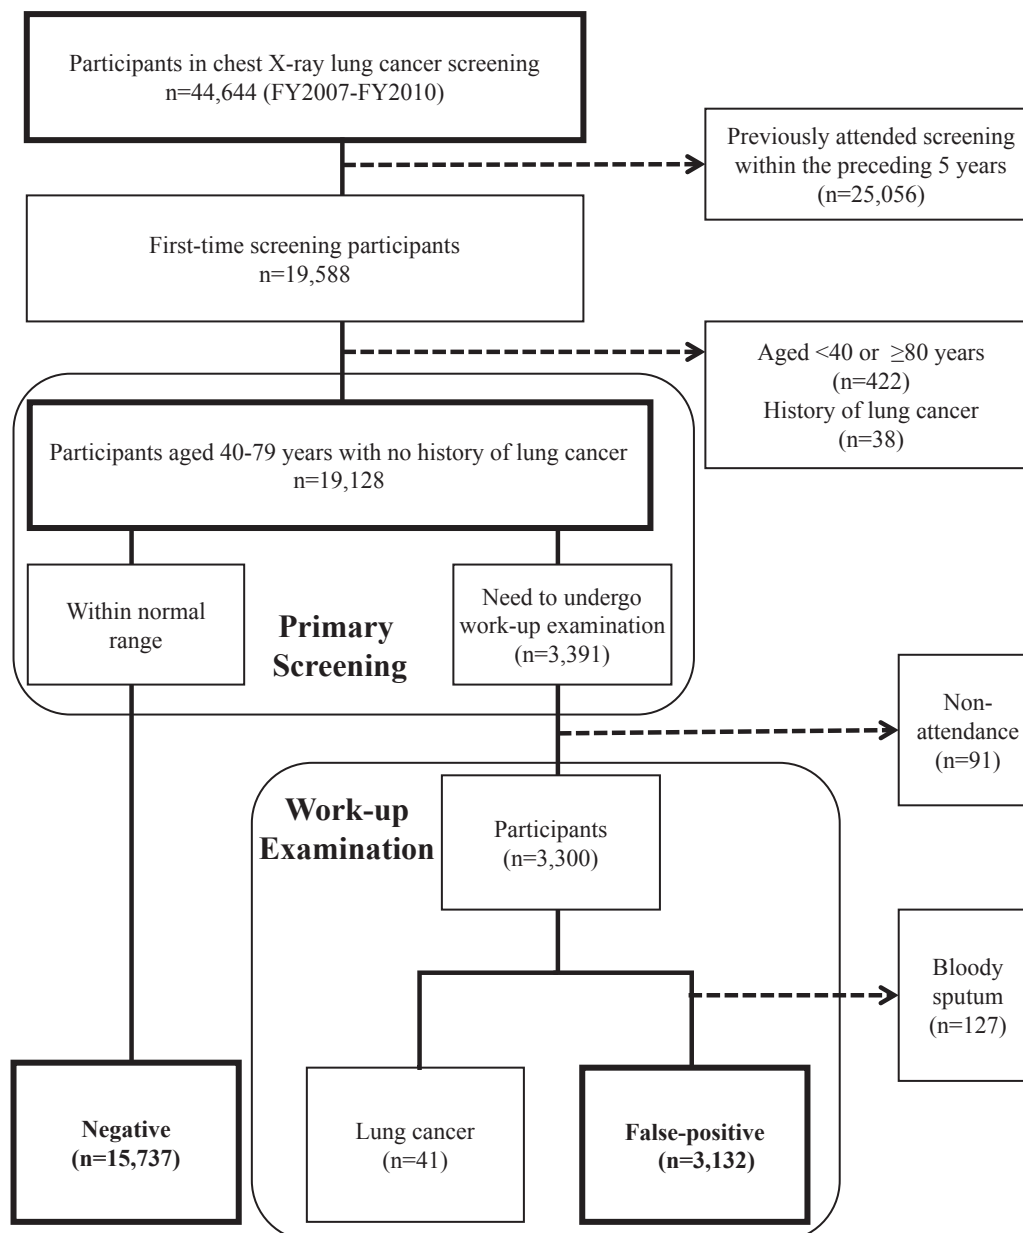 Participants in chest X-ray lung cancer screening
n=44,644 (FY2007-FY2010)
Previously attended screening
within the preceding 5 years
(n=25,056)
First-time screening participants
n=19,588
Aged <40 or ≥80 years
(n=422)
History of lung cancer
(n=38)
Participants aged 40-79 years with no history of lung cancer
n=19,128
Within normal
range
Primary
Screening
Need to undergo
work-up examination
(n=3,391)
Non-
attendance
(n=91)
Work-up
Examination
Participants
(n=3,300)
Bloody
sputum
(n=127)
Negative
(n=15,737)
Lung cancer
(n=41)
False-positive
(n=3,132)